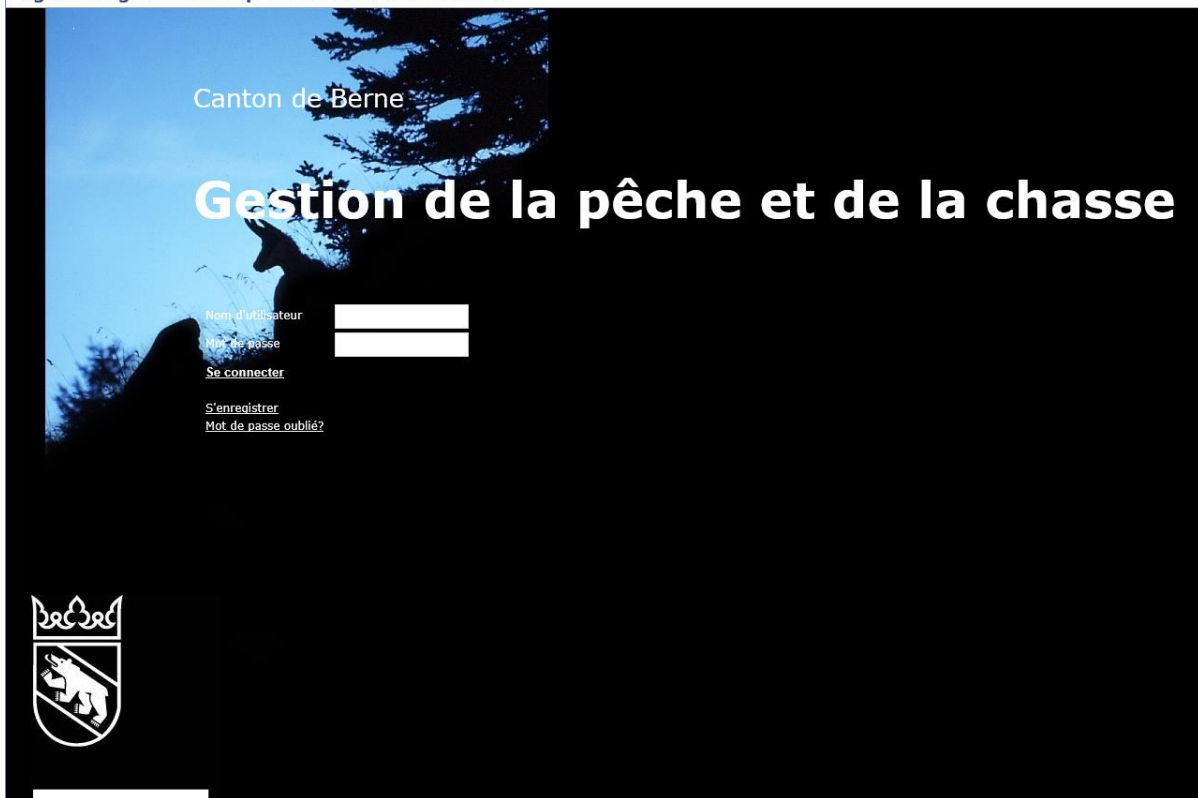 Canton de Berne
Gestion de la pêche et de la chasse
Nom d'utilisateur
Mot de passe
Se connecter
S'enregistrer
Mot de passe oublié?